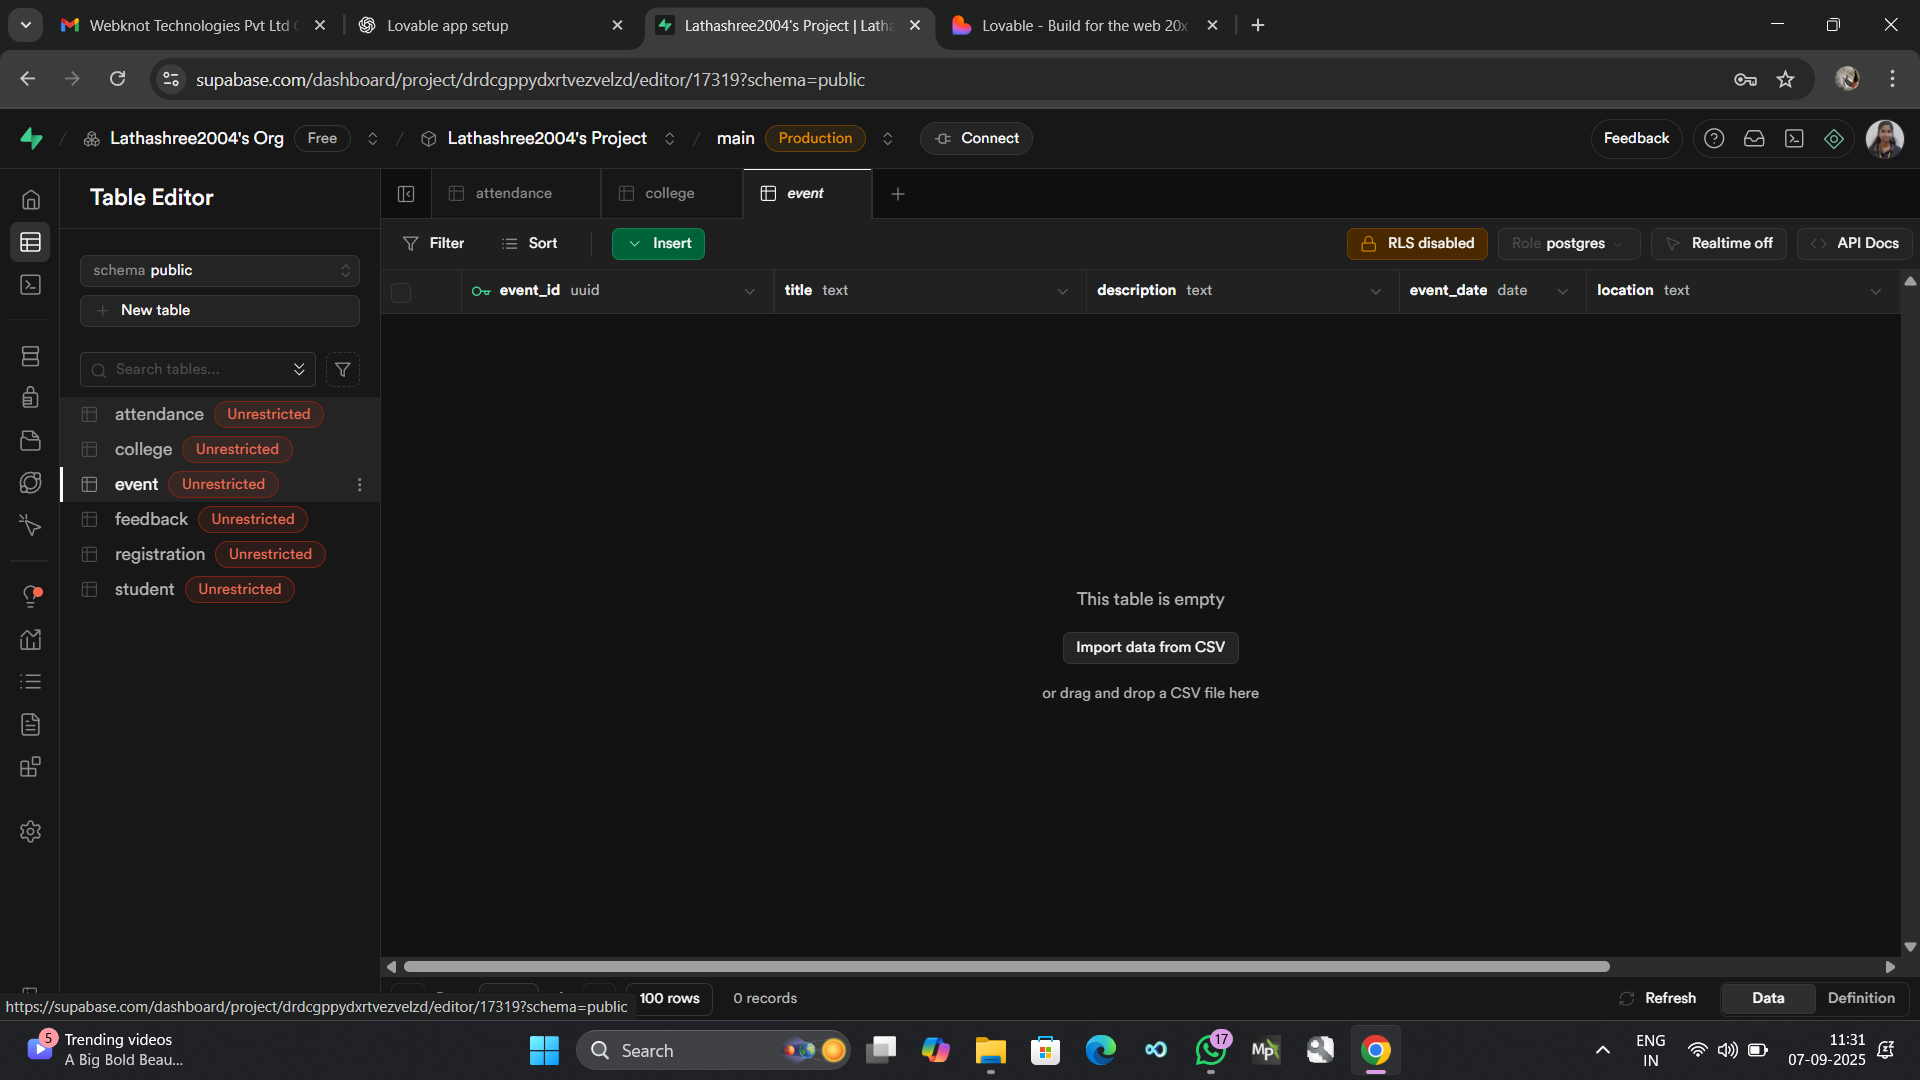 Webknot Technologies Pvt Ltd
Lovable app setup
Lathashree2004's Project | Lath
Lovable - Build for the web 20x
supabase.com/dashboard/project/drdcgppydxrtvezvelzd/editor/17319?schema=public
Lathashree2004's Org
Free
Lathashree2004's Project
main
Production
Connect
Feedback
Table Editor
attendance
college
event
Filter
Sort
Insert
RLS disabled
Role postgres
Realtime off
API Docs
schema public
New table
Search tables...
event_id uuid
title text
description text
event_date date
location text
attendance Unrestricted
college Unrestricted
event Unrestricted
feedback Unrestricted
registration Unrestricted
student Unrestricted
This table is empty
Import data from CSV
or drag and drop a CSV file here
https://supabase.com/dashboard/project/drdcgppydxrtvezvelzd/editor/17319?schema=public
100 rows
0 records
Refresh
Data
Definition
5
Trending videos
A Big Bold Beau...
Search
17
Mp
ENG
IN
11:31
07-09-2025